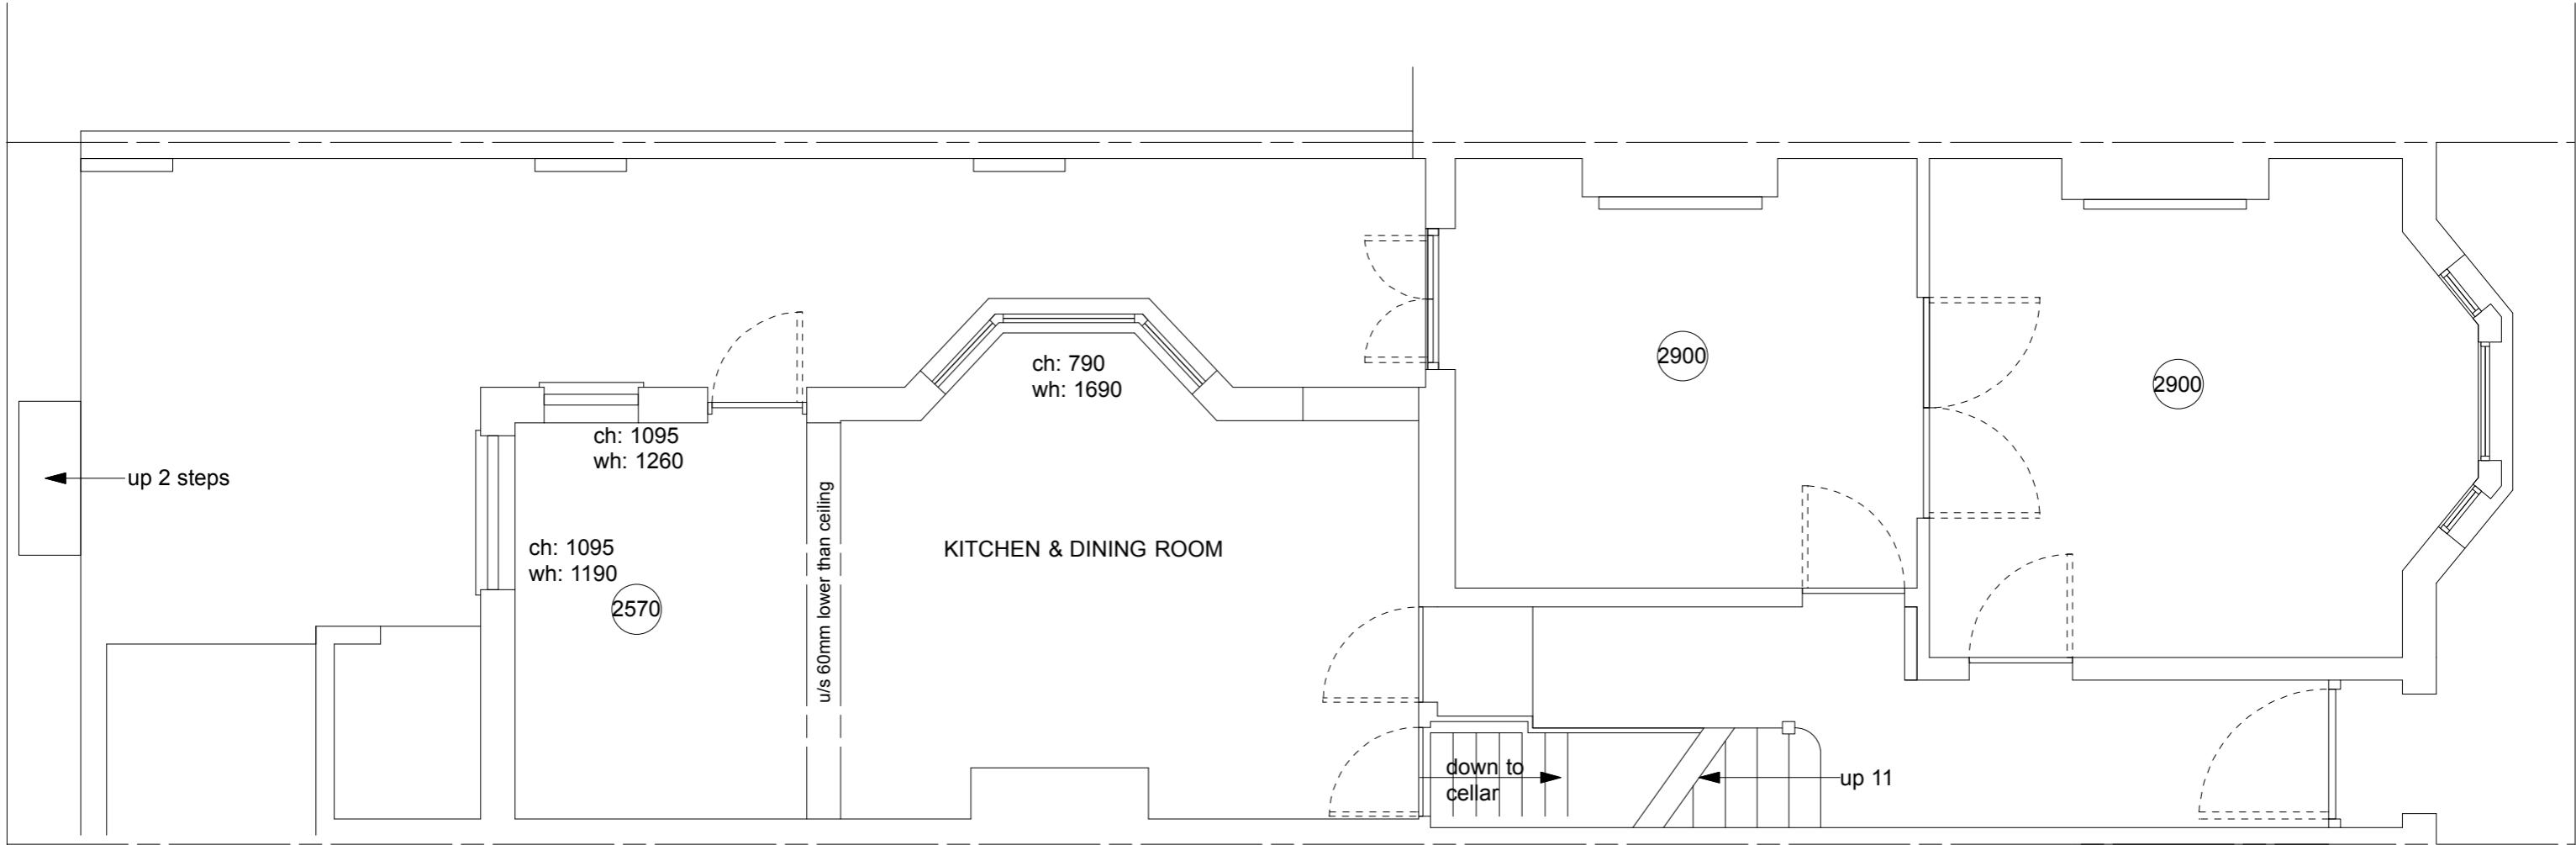 ch: 790
wh: 1690
2900
2900
ch: 1095
wh: 1260
up 2 steps
u/s 60mm lower than ceiling
KITCHEN & DINING ROOM
ch: 1095
wh: 1190
2570
down to
cellar
up 11